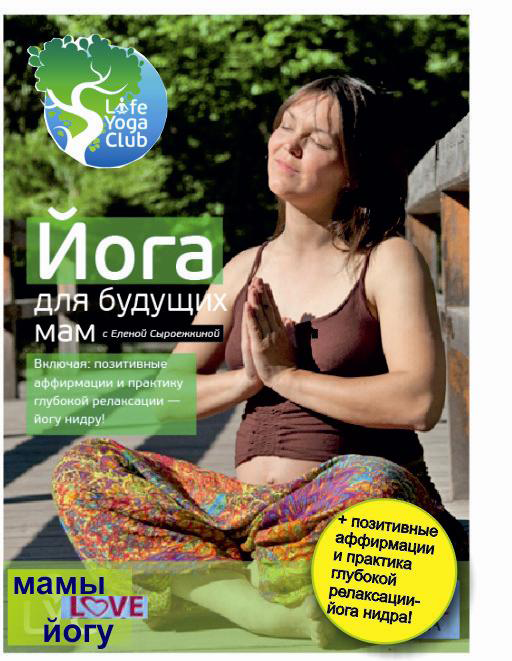 Life
Yoga
Club
Йога
для будущих
мам с Еленой Сыроежкиной
Включая: позитивные
аффирмации и практику
глубокой релаксации —
йогу нидру!
+ позитивные
аффирмации
и практика
глубокой
релаксации-
йога нидра!
мамы
LOVE
йогу